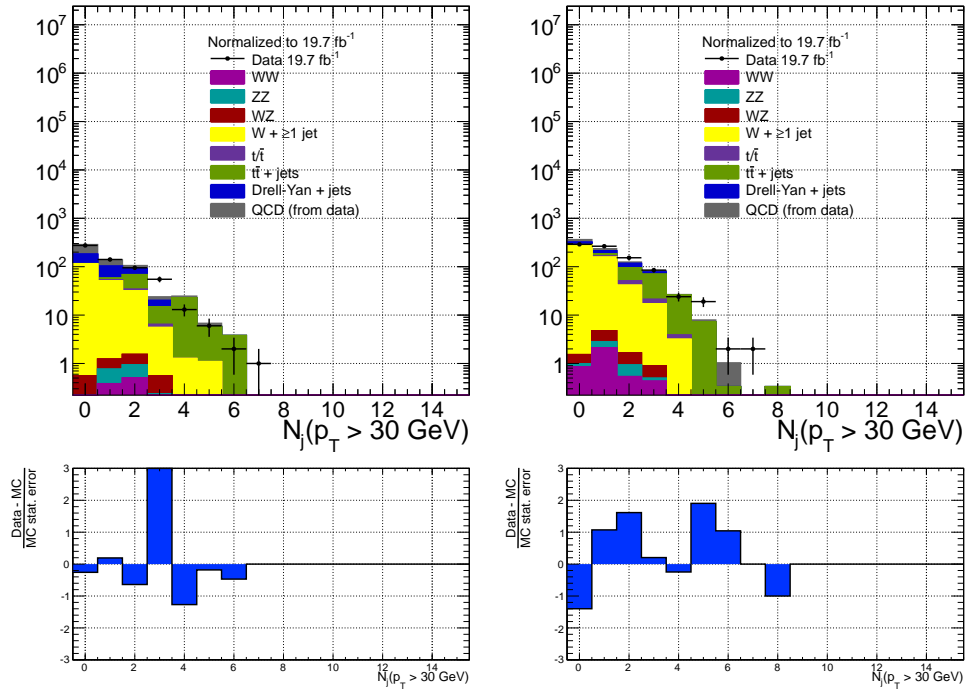 10⁷
10⁶
10⁵
10⁴
10³
10²
10
1
Normalized to 19.7 fb⁻¹
Data 19.7 fb⁻¹
WW
ZZ
WZ
W + ≥1 jet
t/t̄
tt̄ + jets
Drell-Yan + jets
QCD (from data)
0 2 4 6 8 10 12 14
N_j(p_T > 30 GeV)
10⁷
10⁶
10⁵
10⁴
10³
10²
10
1
Normalized to 19.7 fb⁻¹
Data 19.7 fb⁻¹
WW
ZZ
WZ
W + ≥1 jet
t/t̄
tt̄ + jets
Drell-Yan + jets
QCD (from data)
0 2 4 6 8 10 12 14
N_j(p_T > 30 GeV)
Data - MC
MC stat. error
3
2
1
0
-1
-2
-3
0 2 4 6 8 10 12 14
N_j(p_T > 30 GeV)
Data - MC
MC stat. error
3
2
1
0
-1
-2
-3
0 2 4 6 8 10 12 14
N_j(p_T > 30 GeV)